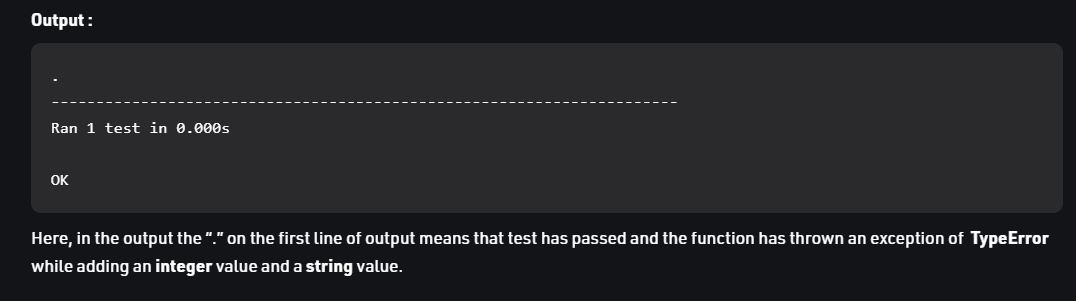 Output :
.
----------------------------------------------------------------------
Ran 1 test in 0.000s
OK
Here, in the output the “.” on the first line of output means that test has passed and the function has thrown an exception of TypeError
while adding an integer value and a string value.